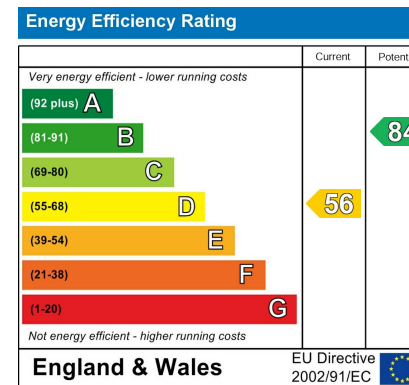 Energy Efficiency Rating
Current Potent
Very energy efficient - lower running costs
(92 plus) A
(81-91) B
84
(69-80) C
(55-68) D
56
(39-54) E
(21-38) F
(1-20) G
Not energy efficient - higher running costs
England & Wales
EU Directive
2002/91/EC